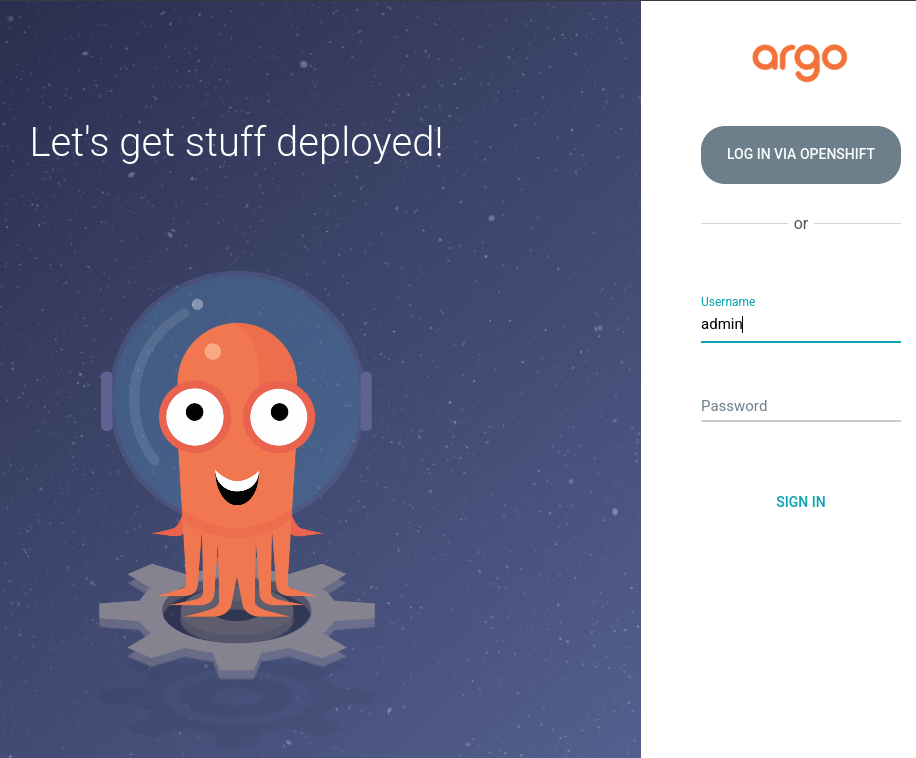 Let's get stuff deployed!
argo
LOG IN VIA OPENSHIFT
or
Username
admin
Password
SIGN IN